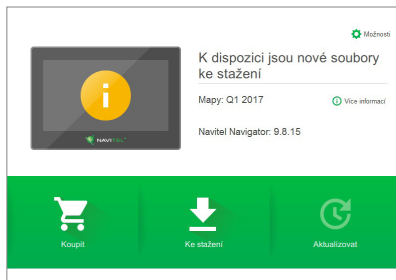 Možnosti
K dispozici jsou nové soubory
ke stažení
Mapy: Q1 2017
Více informací
Navitel Navigator: 9.8.15
NAVITEL
Koupit
Ke stažení
Aktualizovat